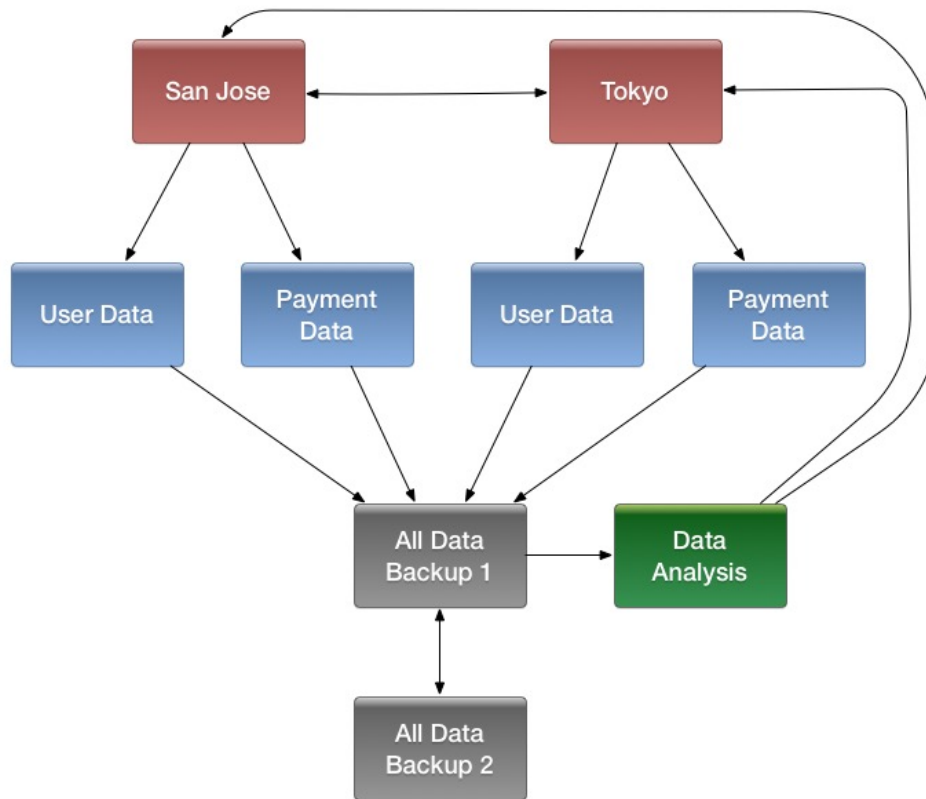 San Jose
Tokyo
User Data
Payment
Data
User Data
Payment
Data
All Data
Backup 1
Data
Analysis
All Data
Backup 2